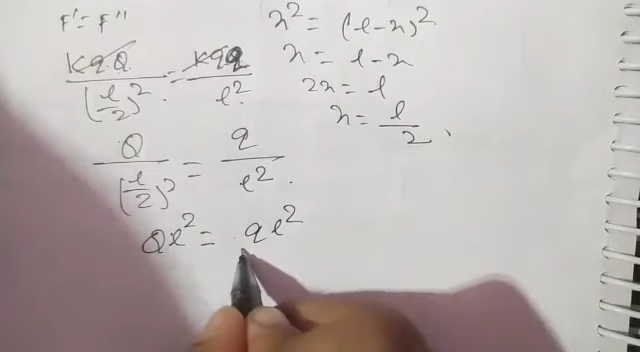 F' = F''
kqQ/(l/2)² = kqq/l²
Q/(l/2)² = q/l²
Ql² = ql²
x² = (l-x)²
x = l-x
2x = l
x = l/2